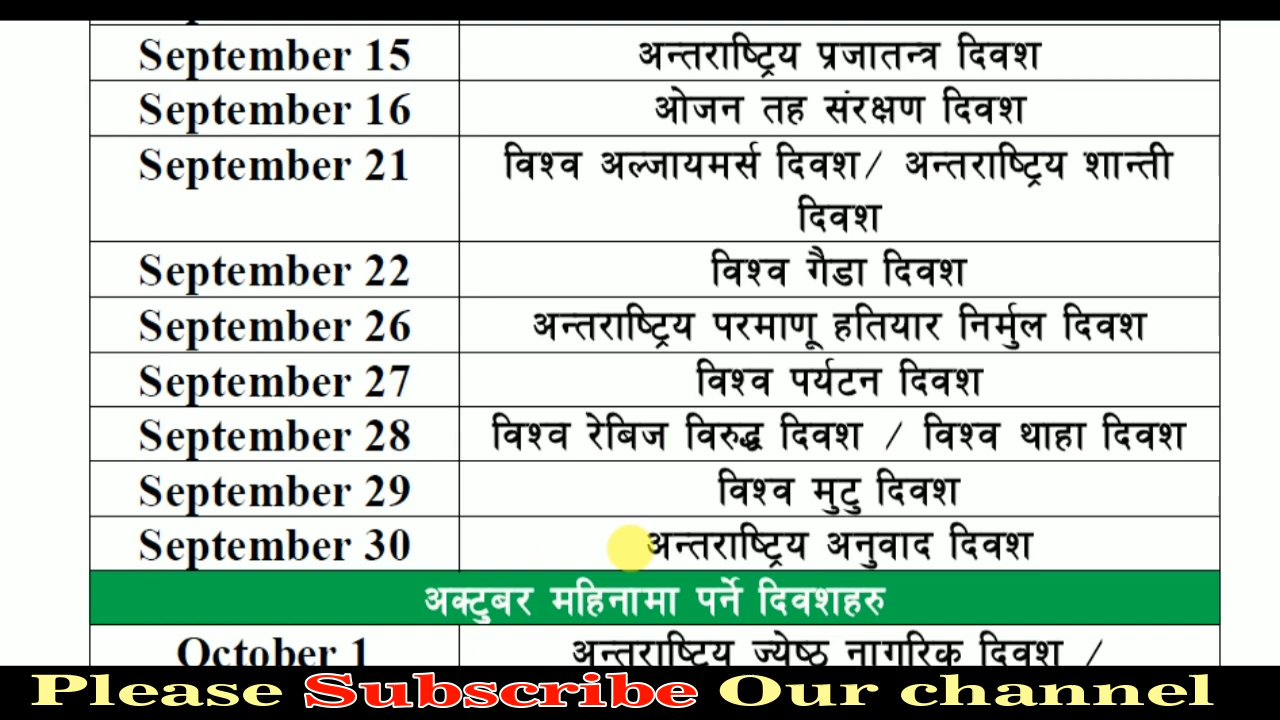 September 15 अन्तराष्ट्रिय प्रजातन्त्र दिवश
September 16 ओजन तह संरक्षण दिवश
September 21 विश्व अल्जायमर्स दिवश/ अन्तराष्ट्रिय शान्ती
दिवश
September 22 विश्व गैडा दिवश
September 26 अन्तराष्ट्रिय परमाणू हतियार निर्मुल दिवश
September 27 विश्व पर्यटन दिवश
September 28 विश्व रेबिज विरुद्ध दिवश / विश्व थाहा दिवश
September 29 विश्व मुटु दिवश
September 30 अन्तराष्ट्रिय अनुवाद दिवश
अक्टुबर महिनामा पर्ने दिवशहरु
October 1 अन्तराष्ट्रिय ज्येष्ठ नागरिक दिवश /
Please Subscribe Our channel